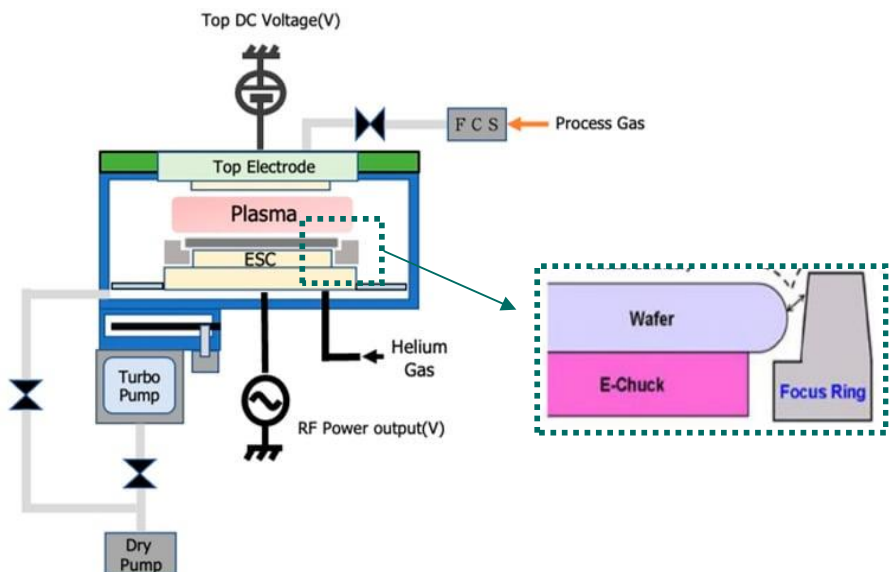 Top DC Voltage(V)
F C S
Process Gas
Top Electrode
Plasma
ESC
Helium
Gas
Turbo
Pump
RF Power output(V)
Dry
Pump
Wafer
E-Chuck
Focus Ring